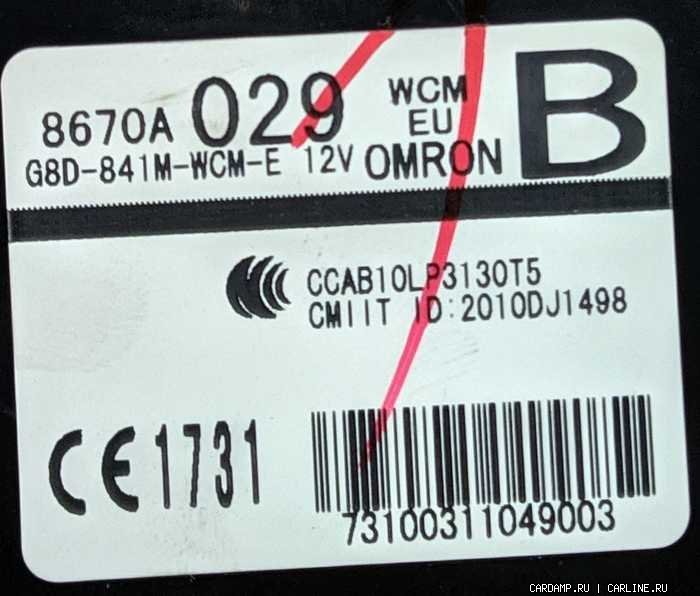 8670A 029 WCM B
EU
G8D-841M-WCM-E 12V OMRON
CCAB10LP3130T5
CMIIT ID:2010DJ1498
CE 1731
73100311049003
CARDAMP.RU | CARLINE.RU